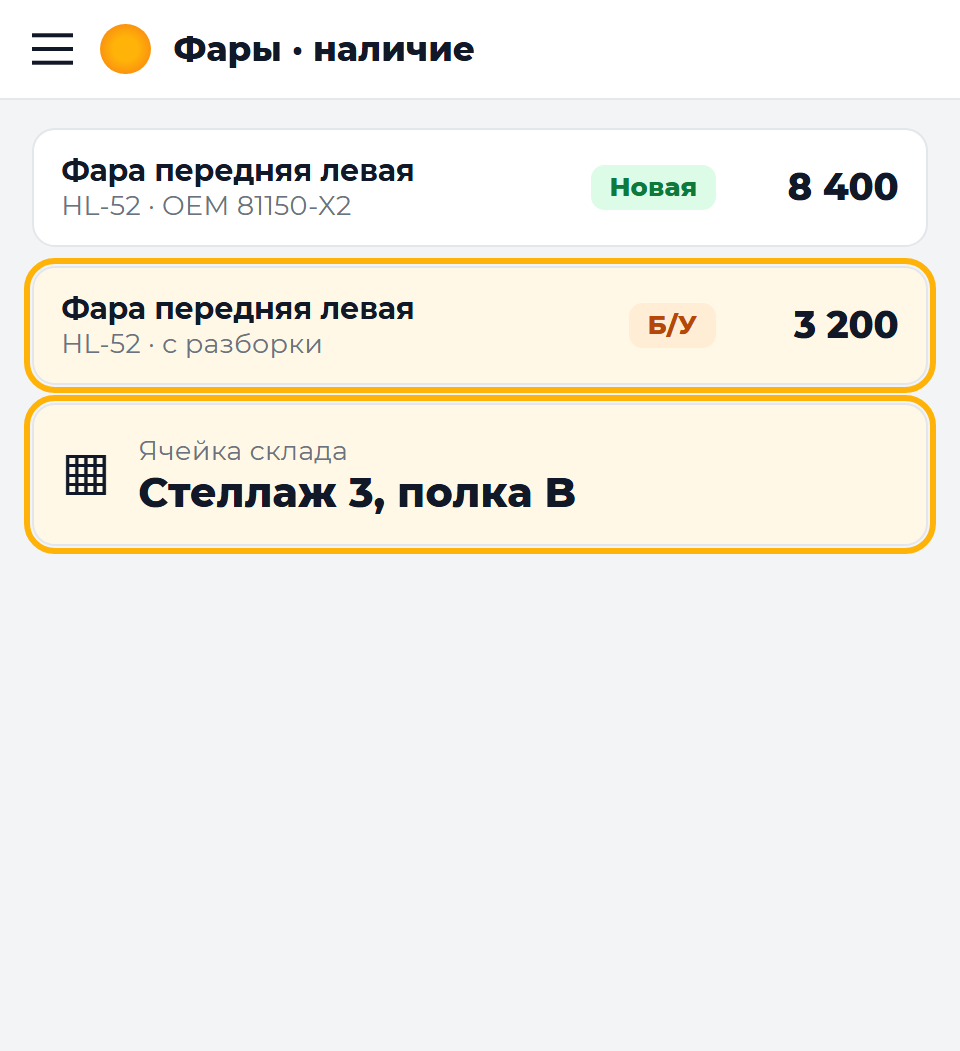 Фары · наличие
Фара передняя левая
HL-52 · OEM 81150-X2
Новая
8 400
Фара передняя левая
HL-52 · с разборки
Б/У
3 200
Ячейка склада
Стеллаж 3, полка В